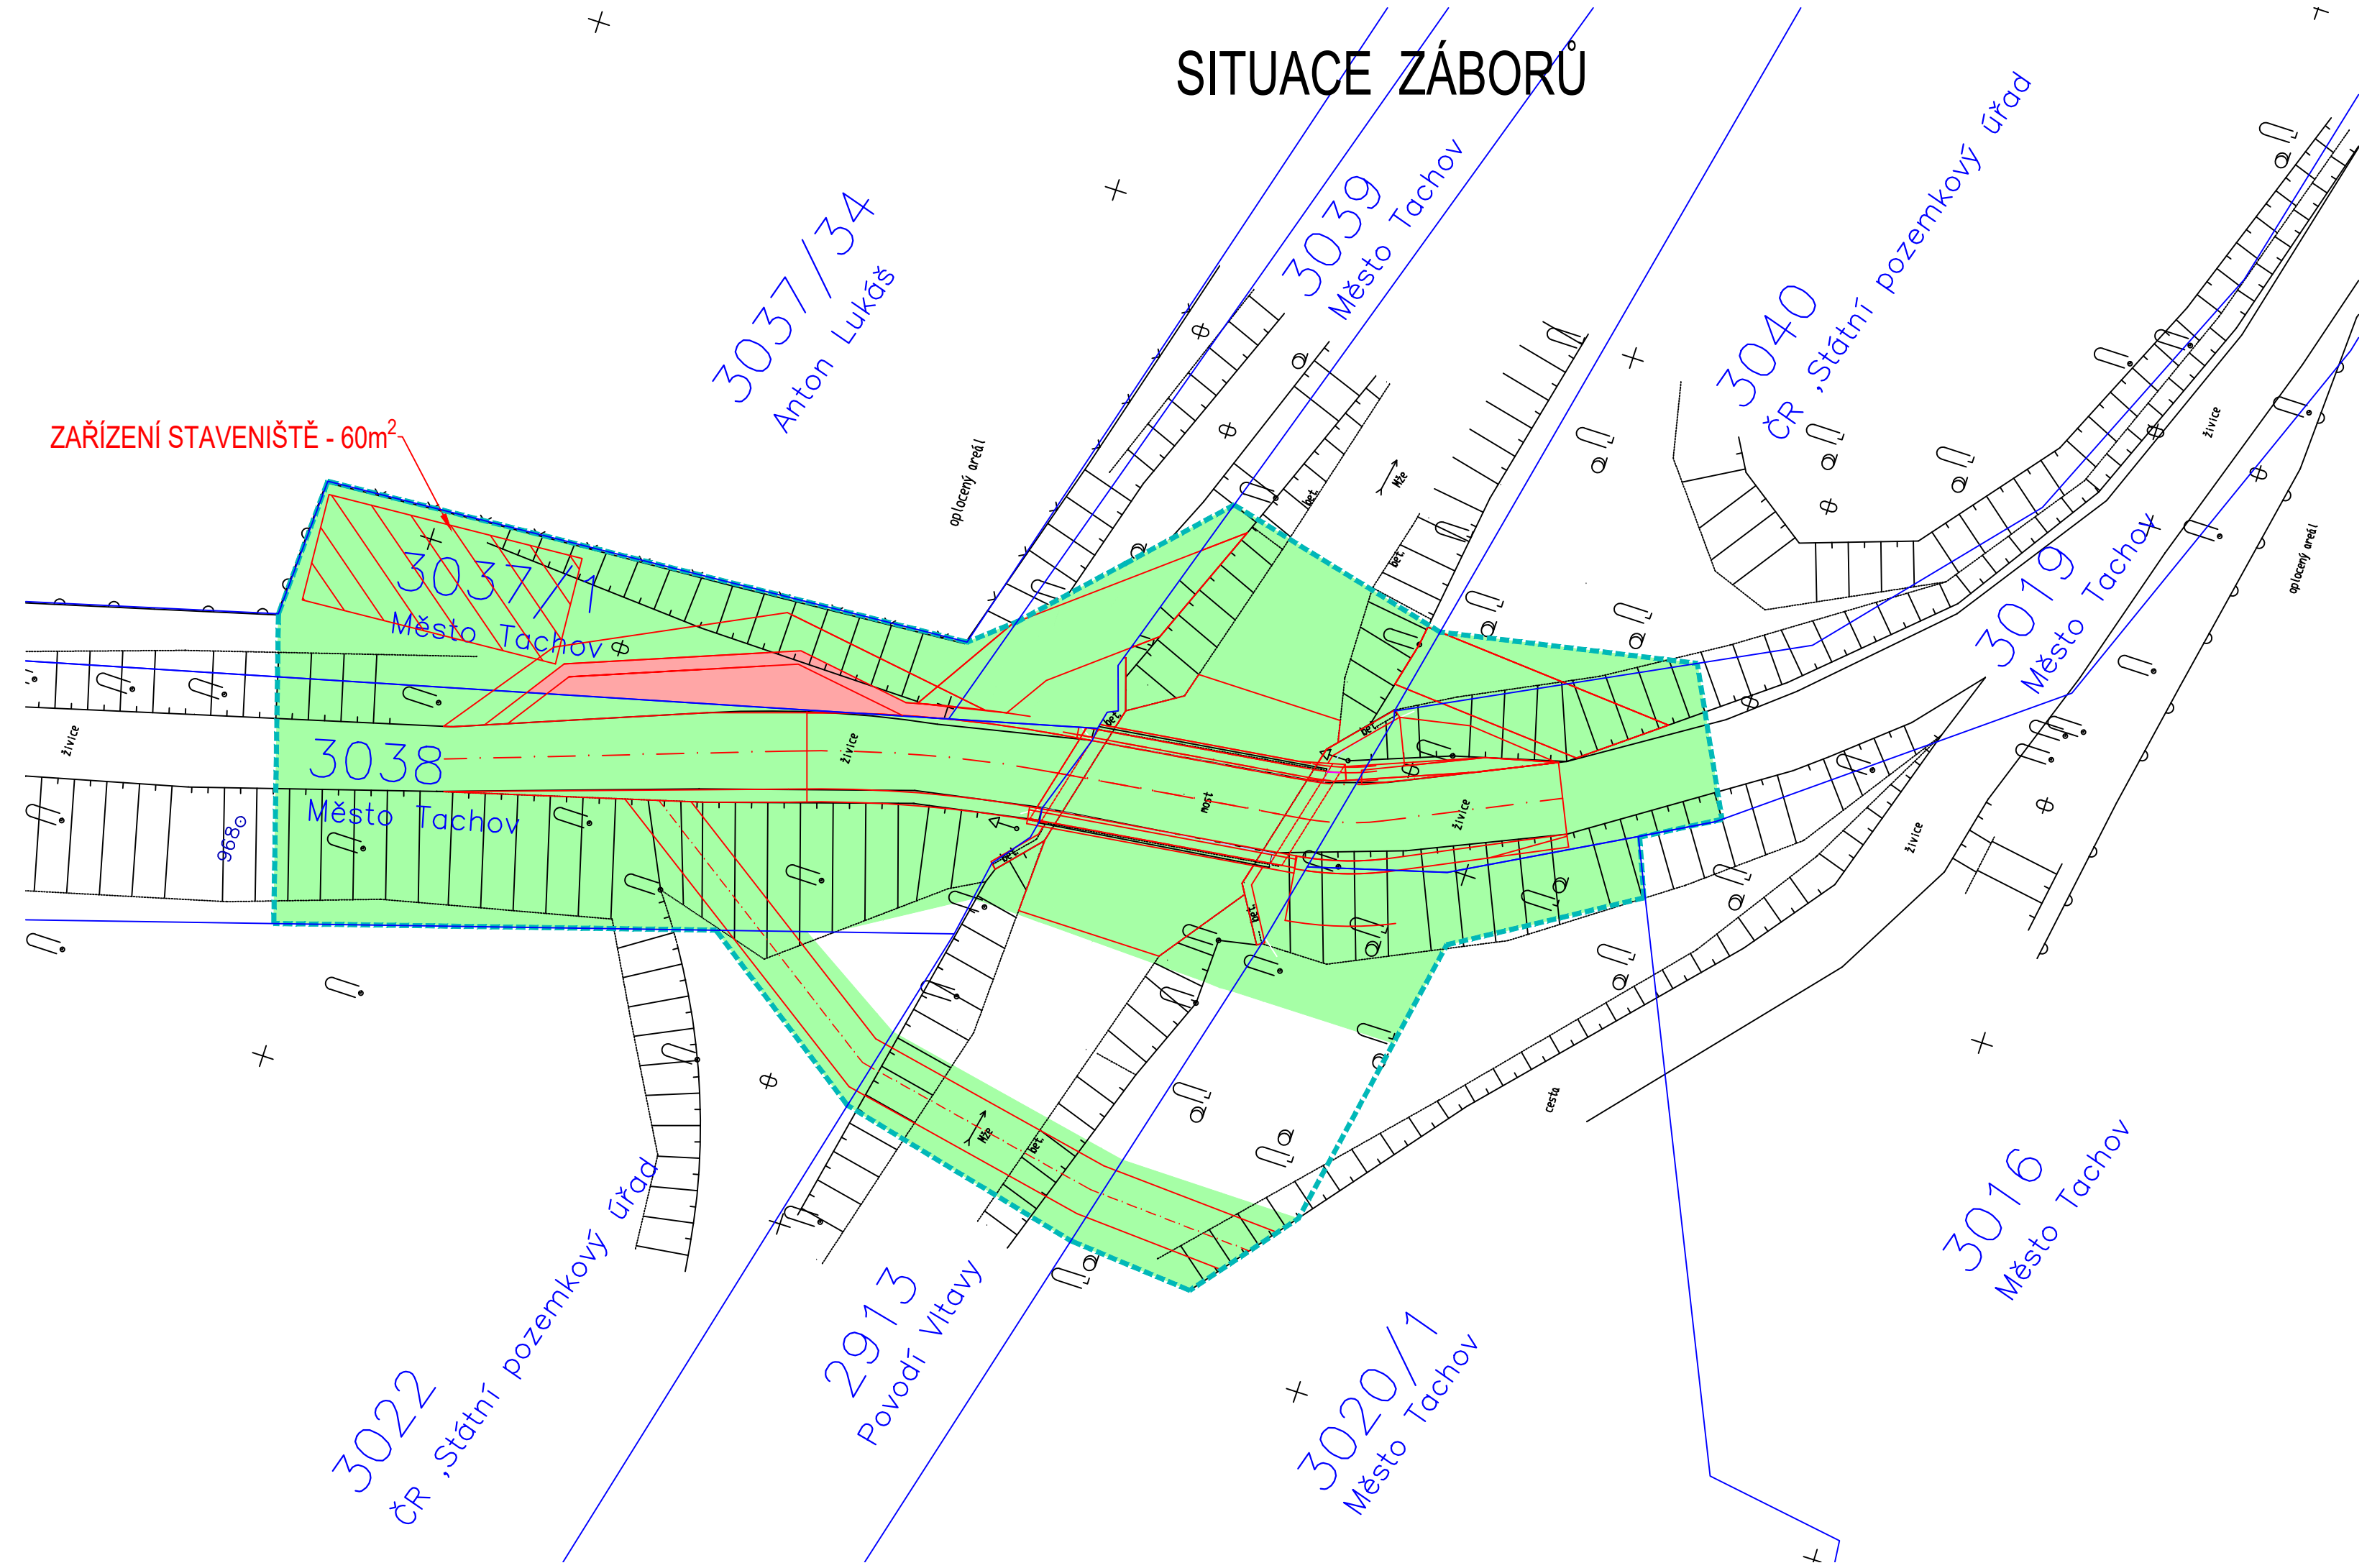 SITUACE ZÁBORŮ
3037/34
Anton Lukáš
3039
Město Tachov
3040
ČR ,Státní pozemkový úřad
ZAŘÍZENÍ STAVENIŠTĚ - 60m²
oplocený areál
Mže
bet.
bet.
živice
3037/1
Město Tachov
3019
Město Tachov
oplocený areál
bet.
bet.
živice
živice
3038
Město Tachov
most
živice
živice
968
bet.
bet.
cesta
Mže
bet.
3022
ČR ,Státní pozemkový úřad
2913
Povodí Vltavy
3020/1
Město Tachov
3016
Město Tachov